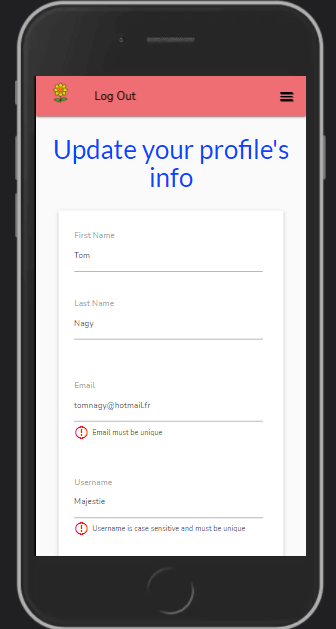 Log Out
Update your profile's
info
First Name
Tom
Last Name
Nagy
Email
tomnagy@hotmail.fr
Email must be unique
Username
Majestie
Username is case sensitive and must be unique